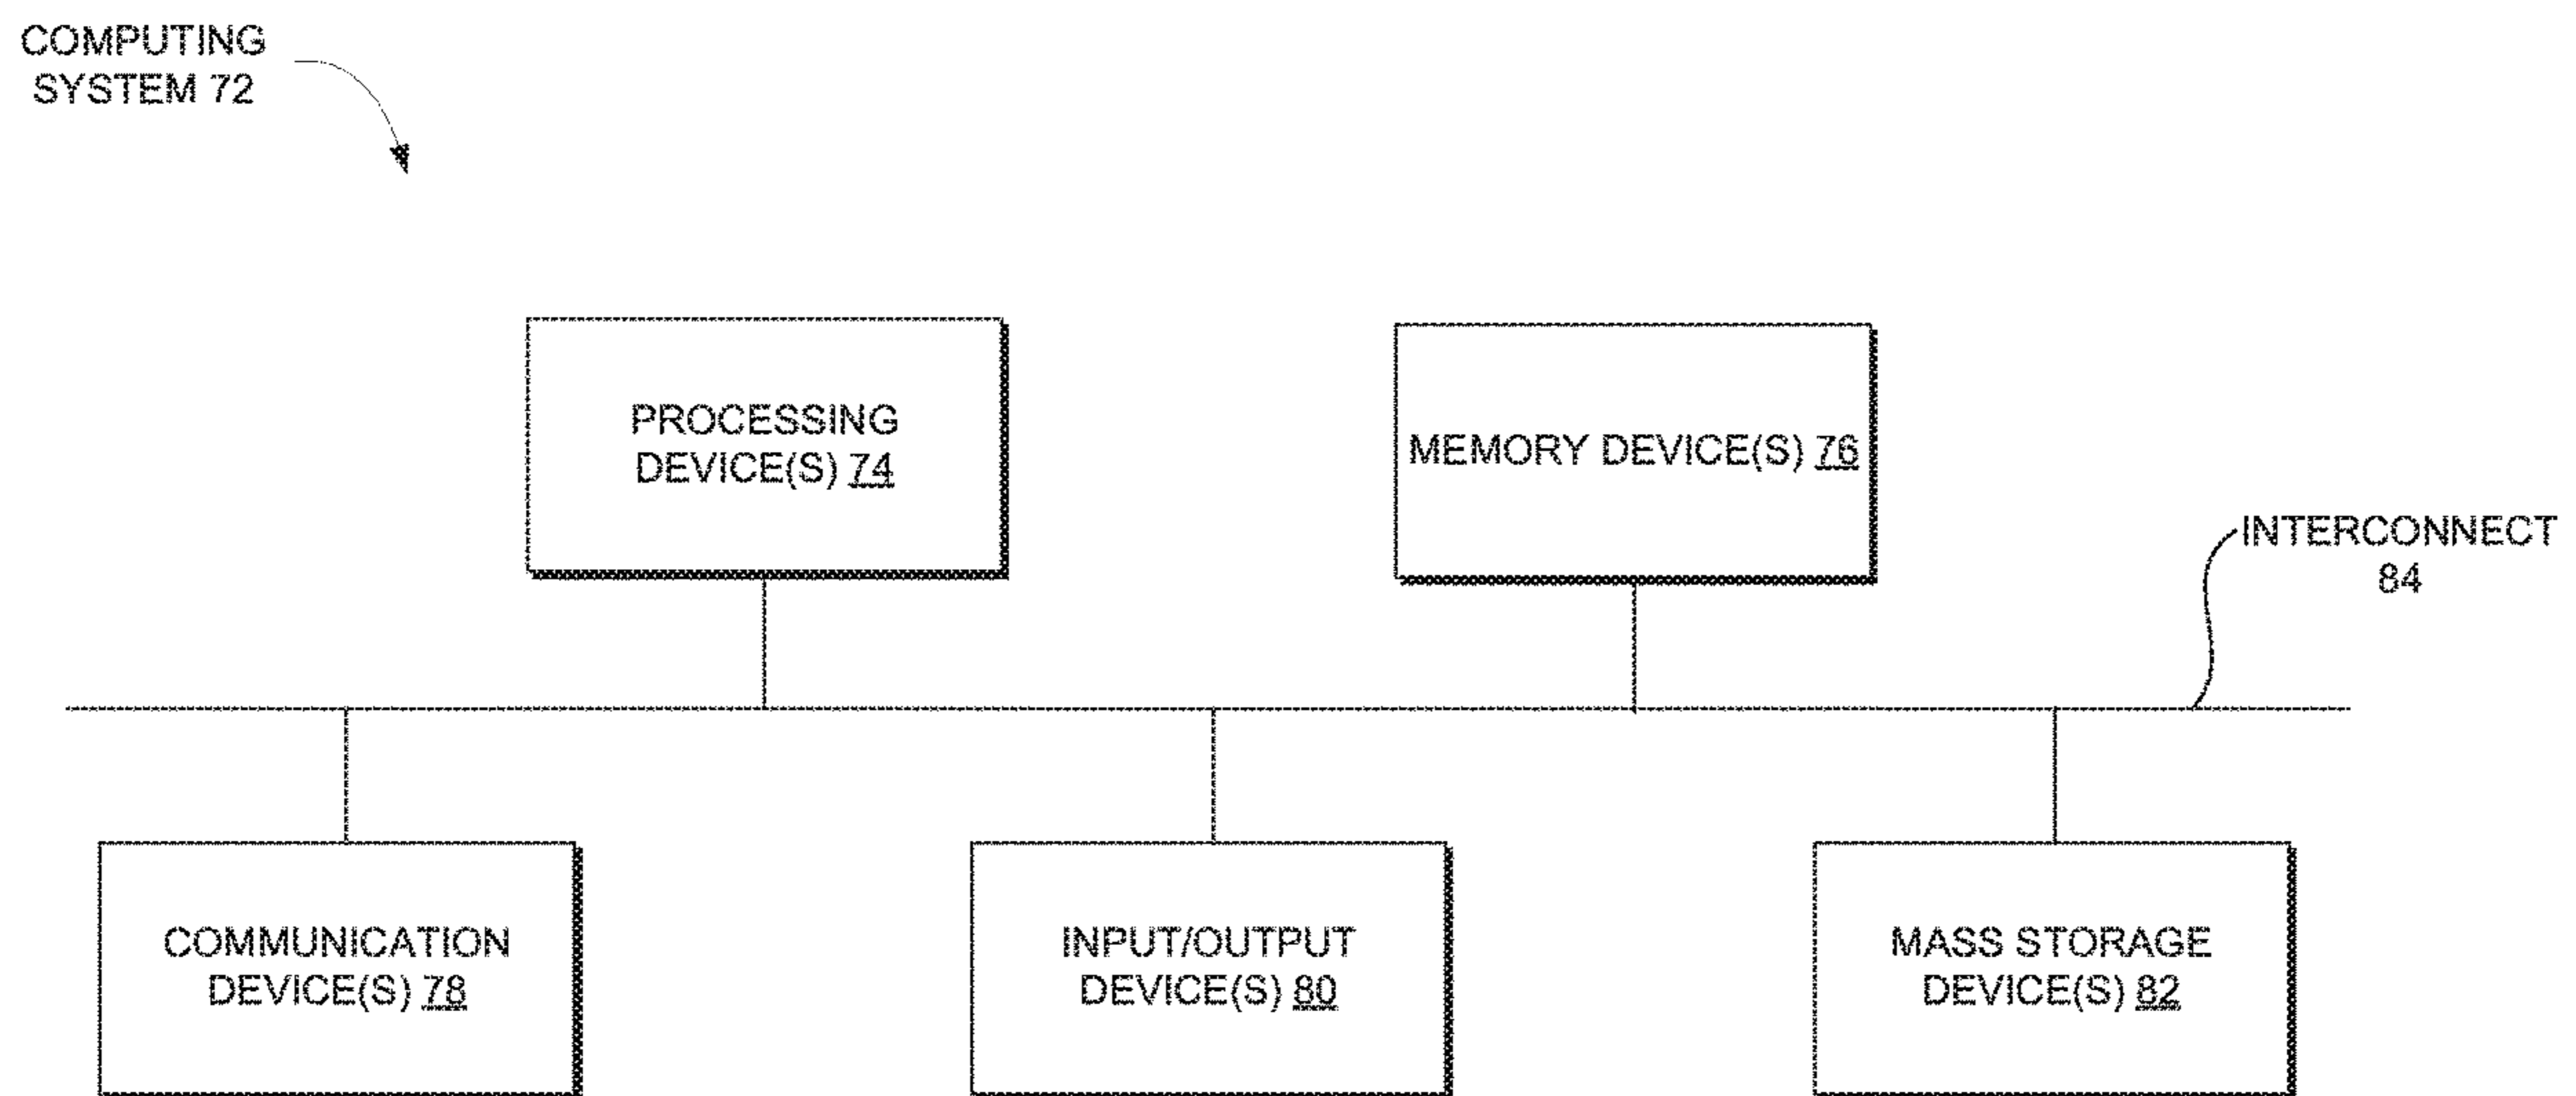 COMPUTING
SYSTEM 72
PROCESSING
DEVICE(S) 74
MEMORY DEVICE(S) 76
INTERCONNECT
84
COMMUNICATION
DEVICE(S) 78
INPUT/OUTPUT
DEVICE(S) 80
MASS STORAGE
DEVICE(S) 82